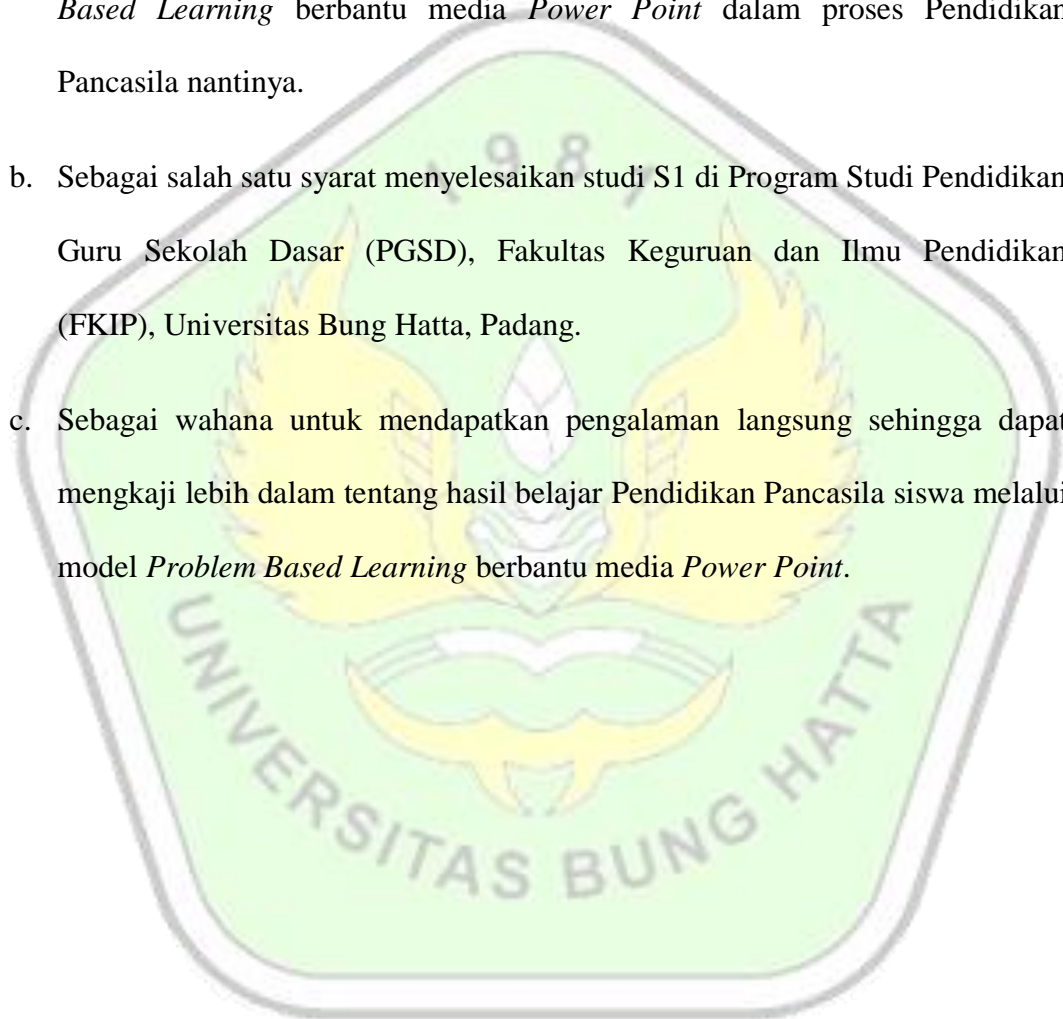 Based Learning berbantu media Power Point dalam proses Pendidikan
Pancasila nantinya.
1981
b. Sebagai salah satu syarat menyelesaikan studi S1 di Program Studi Pendidikan
Guru Sekolah Dasar (PGSD), Fakultas Keguruan dan Ilmu Pendidikan
(FKIP), Universitas Bung Hatta, Padang.
c. Sebagai wahana untuk mendapatkan pengalaman langsung sehingga dapat
mengkaji lebih dalam tentang hasil belajar Pendidikan Pancasila siswa melalui
model Problem Based Learning berbantu media Power Point.
UNIVERSITAS BUNG HATTA